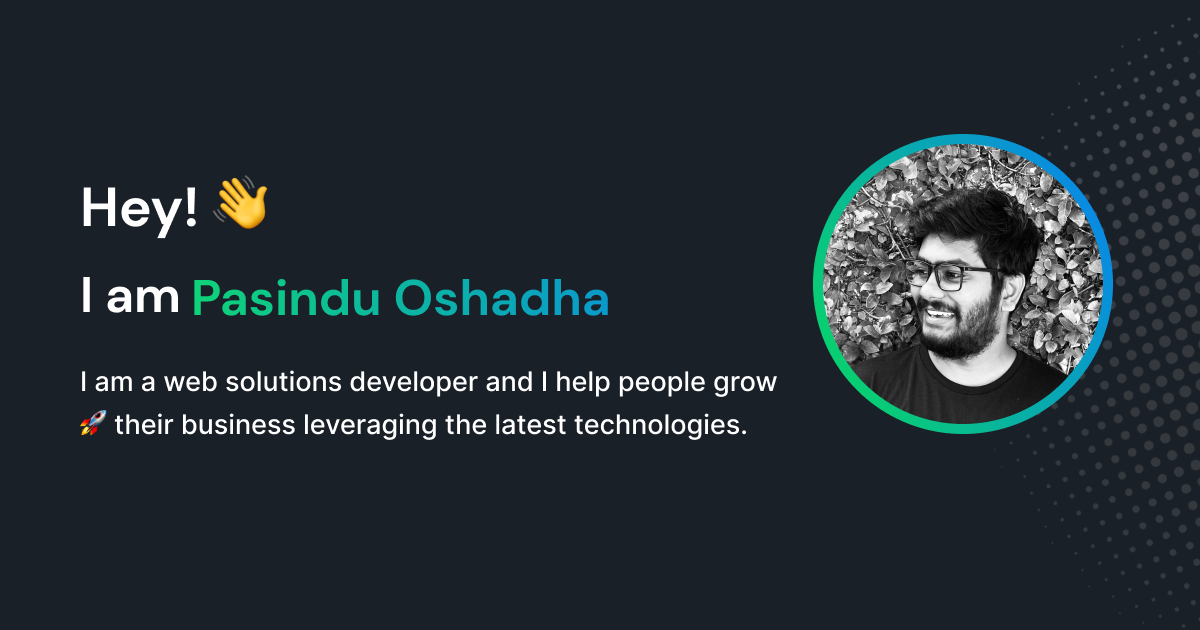 Hey! 👋
I am Pasindu Oshadha
I am a web solutions developer and I help people grow
🚀 their business leveraging the latest technologies.